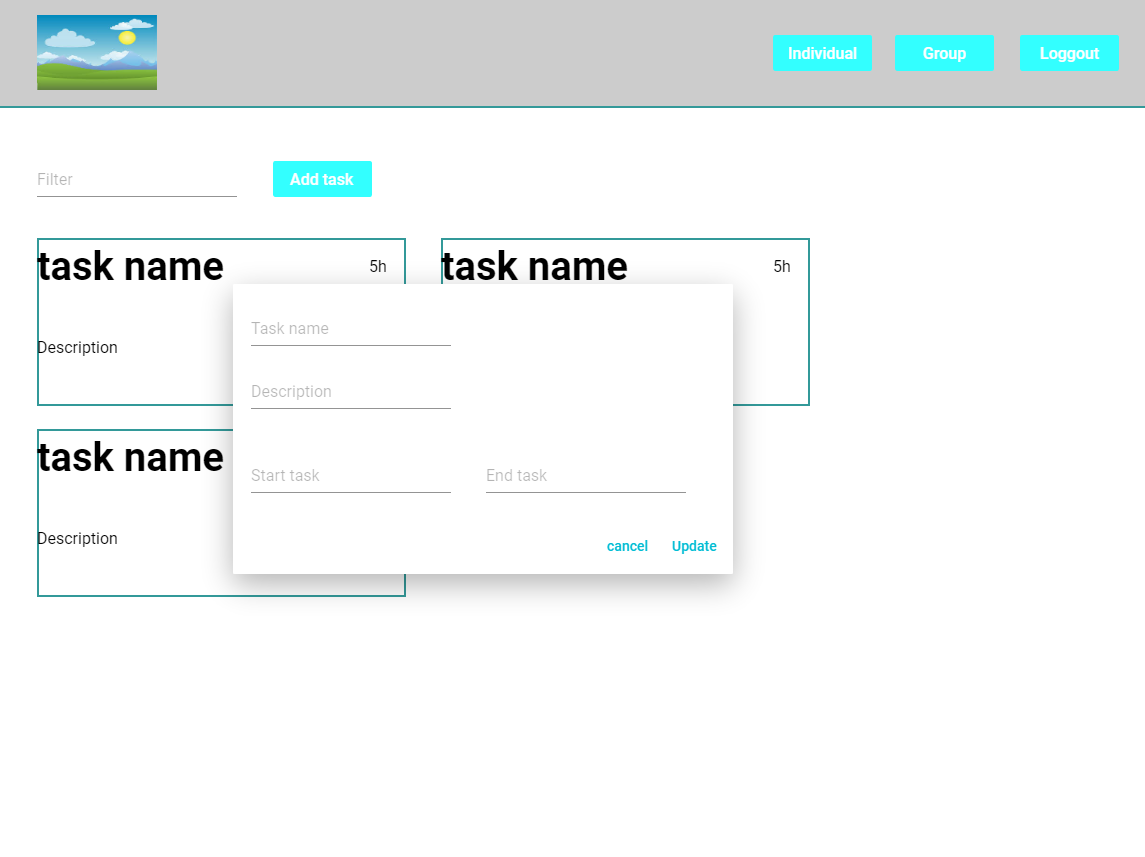 Individual Group Loggout
Filter Add task
task name 5h task name 5h
Task name
Description
Description
task name
Start task End task
Description
cancel Update